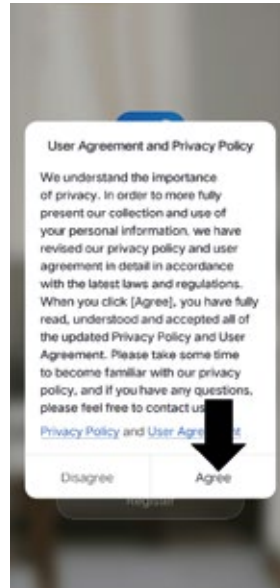 User Agreement and Privacy Policy
We understand the importance
of privacy. In order to more fully
present our collection and use of
your personal information, we have
revised our privacy policy and user
agreement in detail in accordance
with the latest laws and regulations.
When you click [Agree], you have fully
read, understood and accepted all of
the updated Privacy Policy and User
Agreement. Please take some time
to become familiar with our privacy
policy, and if you have any questions,
please feel free to contact us
Privacy Policy and User Agreement
Disagree
Agree
Register